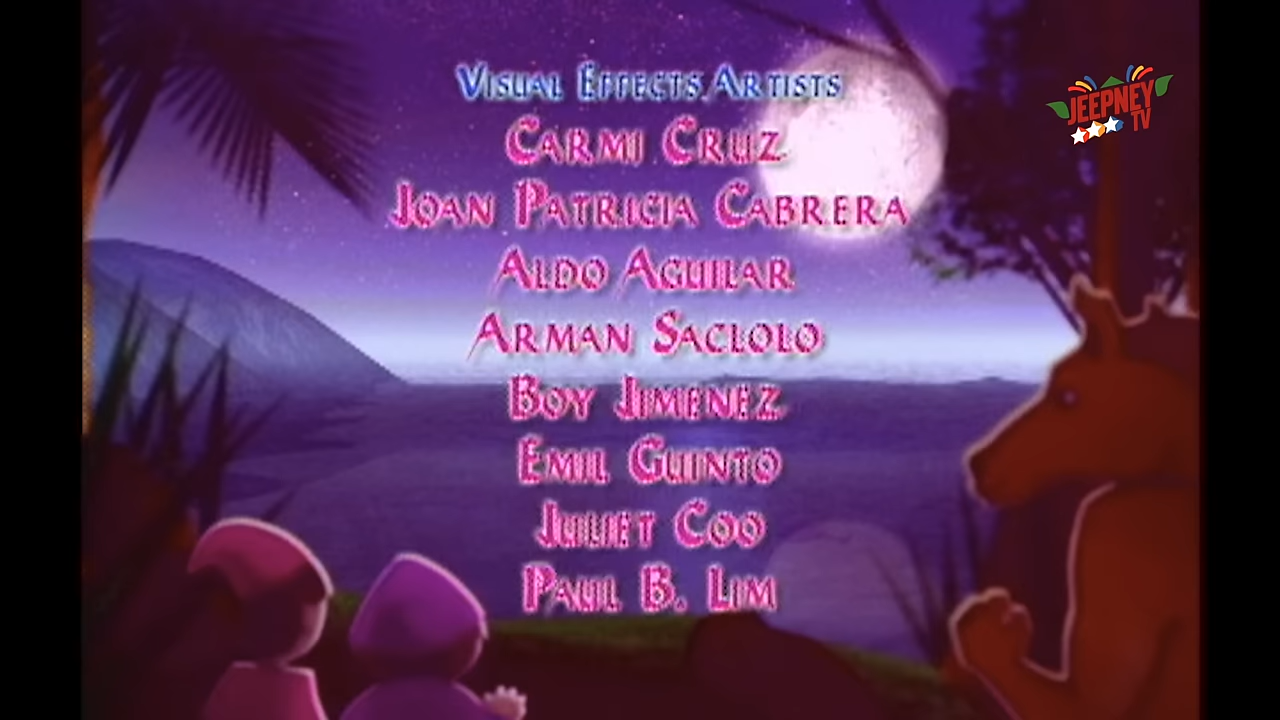 Visual Effects Artists
Carmi Cruz
Joan Patricia Cabrera
Aldo Aguilar
Arman Saclolo
Boy Jimenez
Emil Guinto
Juliet Coo
Paul B. Lim
JEEPNEY
TV